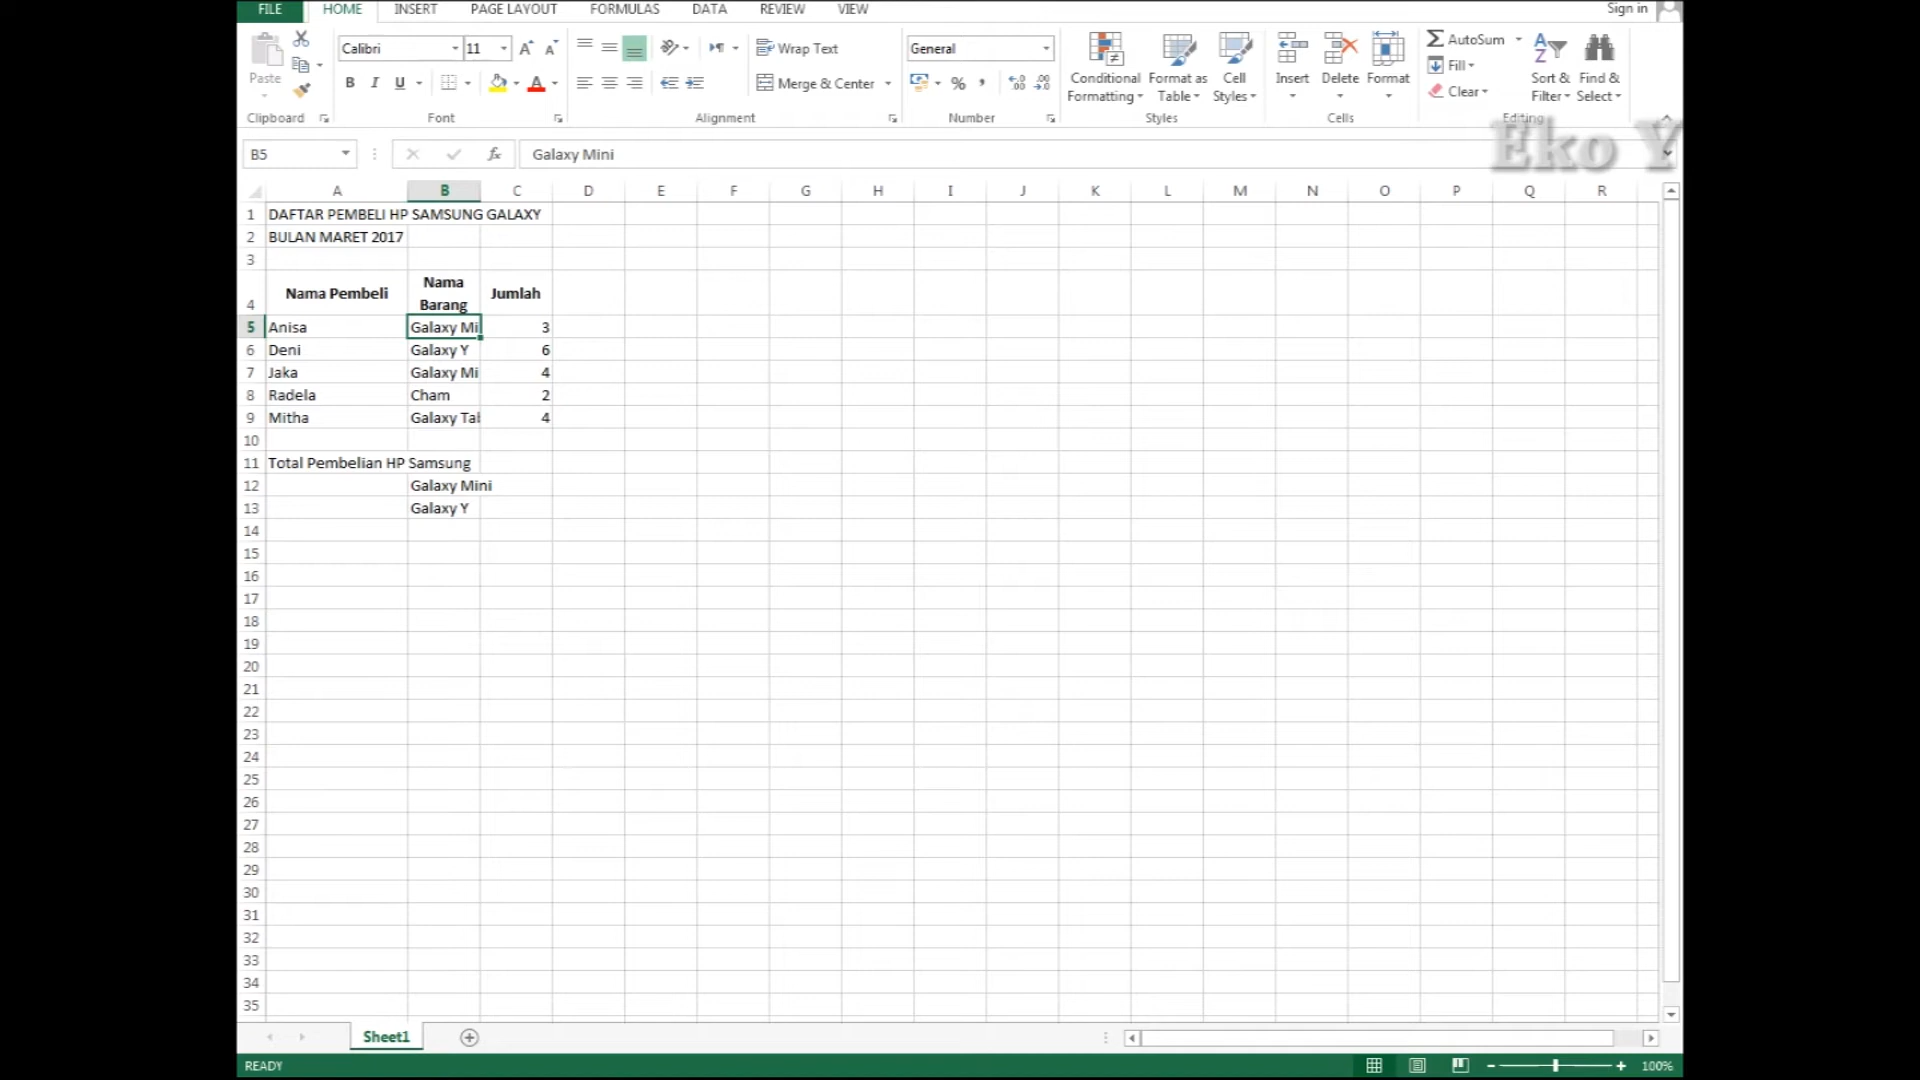 FILE HOME INSERT PAGE LAYOUT FORMULAS DATA REVIEW VIEW Sign in
Calibri 11 Wrap Text General AutoSum
Paste B I U A Merge & Center % Conditional Formatting Format as Table Cell Styles Insert Delete Format Fill Clear Sort & Filter Find & Select
Clipboard Font Alignment Number Styles Cells Editing
Eko Y
B5 fx Galaxy Mini
A B C D E F G H I J K L M N O P Q R
1 DAFTAR PEMBELI HP SAMSUNG GALAXY
2 BULAN MARET 2017
3
4 Nama Pembeli Nama Barang Jumlah
5 Anisa Galaxy Mi 3
6 Deni Galaxy Y 6
7 Jaka Galaxy Mi 4
8 Radela Cham 2
9 Mitha Galaxy Tab 4
10
11 Total Pembelian HP Samsung
12 Galaxy Mini
13 Galaxy Y
14
15
16
17
18
19
20
21
22
23
24
25
26
27
28
29
30
31
32
33
34
35
Sheet1
READY 100%